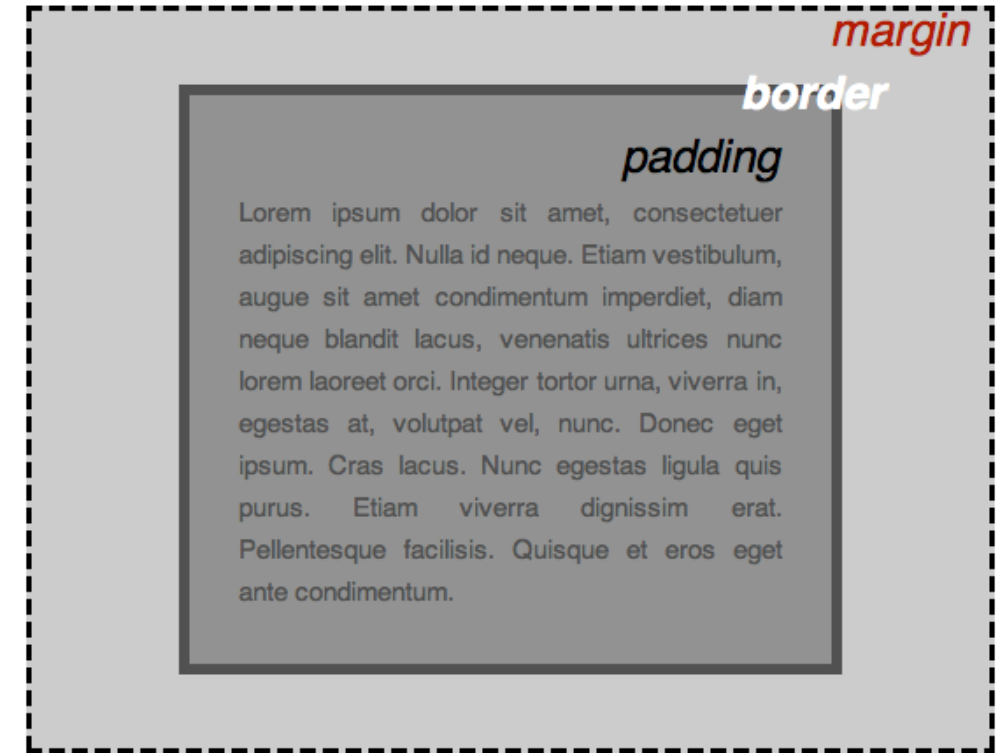 margin
border
padding
Lorem ipsum dolor sit amet, consectetuer
adipiscing elit. Nulla id neque. Etiam vestibulum,
augue sit amet condimentum imperdiet, diam
neque blandit lacus, venenatis ultrices nunc
lorem laoreet orci. Integer tortor urna, viverra in,
egestas at, volutpat vel, nunc. Donec eget
ipsum. Cras lacus. Nunc egestas ligula quis
purus. Etiam viverra dignissim erat.
Pellentesque facilisis. Quisque et eros eget
ante condimentum.